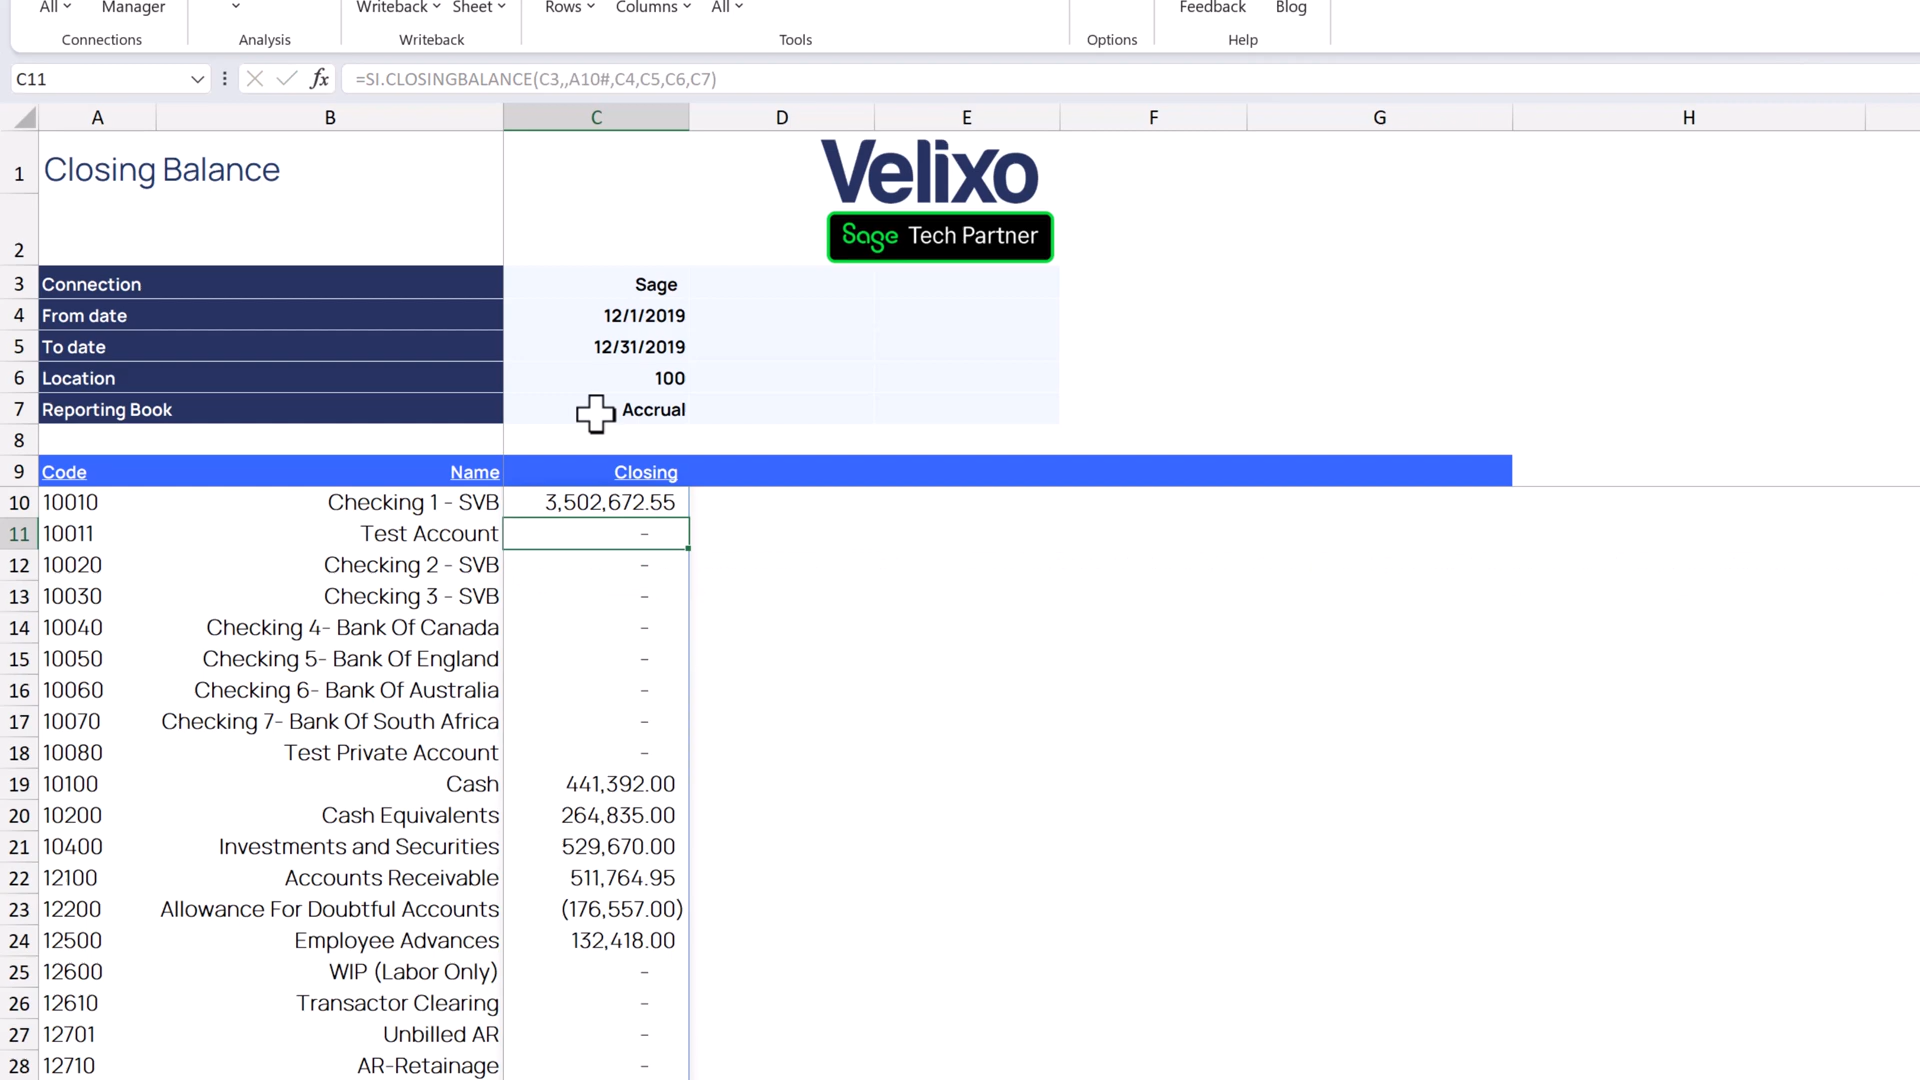 All Manager Writeback Sheet Rows Columns All Feedback Blog
Connections Analysis Writeback Tools Options Help
C11 fx =SI.CLOSINGBALANCE(C3,,A10#,C4,C5,C6,C7)
A B C D E F G H
1 Closing Balance Velixo
2 Sage Tech Partner
3 Connection Sage
4 From date 12/1/2019
5 To date 12/31/2019
6 Location 100
7 Reporting Book Accrual
8
9 Code Name Closing
10 10010 Checking 1 - SVB 3,502,672.55
11 10011 Test Account -
12 10020 Checking 2 - SVB -
13 10030 Checking 3 - SVB -
14 10040 Checking 4- Bank Of Canada -
15 10050 Checking 5- Bank Of England -
16 10060 Checking 6- Bank Of Australia -
17 10070 Checking 7- Bank Of South Africa -
18 10080 Test Private Account -
19 10100 Cash 441,392.00
20 10200 Cash Equivalents 264,835.00
21 10400 Investments and Securities 529,670.00
22 12100 Accounts Receivable 511,764.95
23 12200 Allowance For Doubtful Accounts (176,557.00)
24 12500 Employee Advances 132,418.00
25 12600 WIP (Labor Only) -
26 12610 Transactor Clearing -
27 12701 Unbilled AR -
28 12710 AR-Retainage -